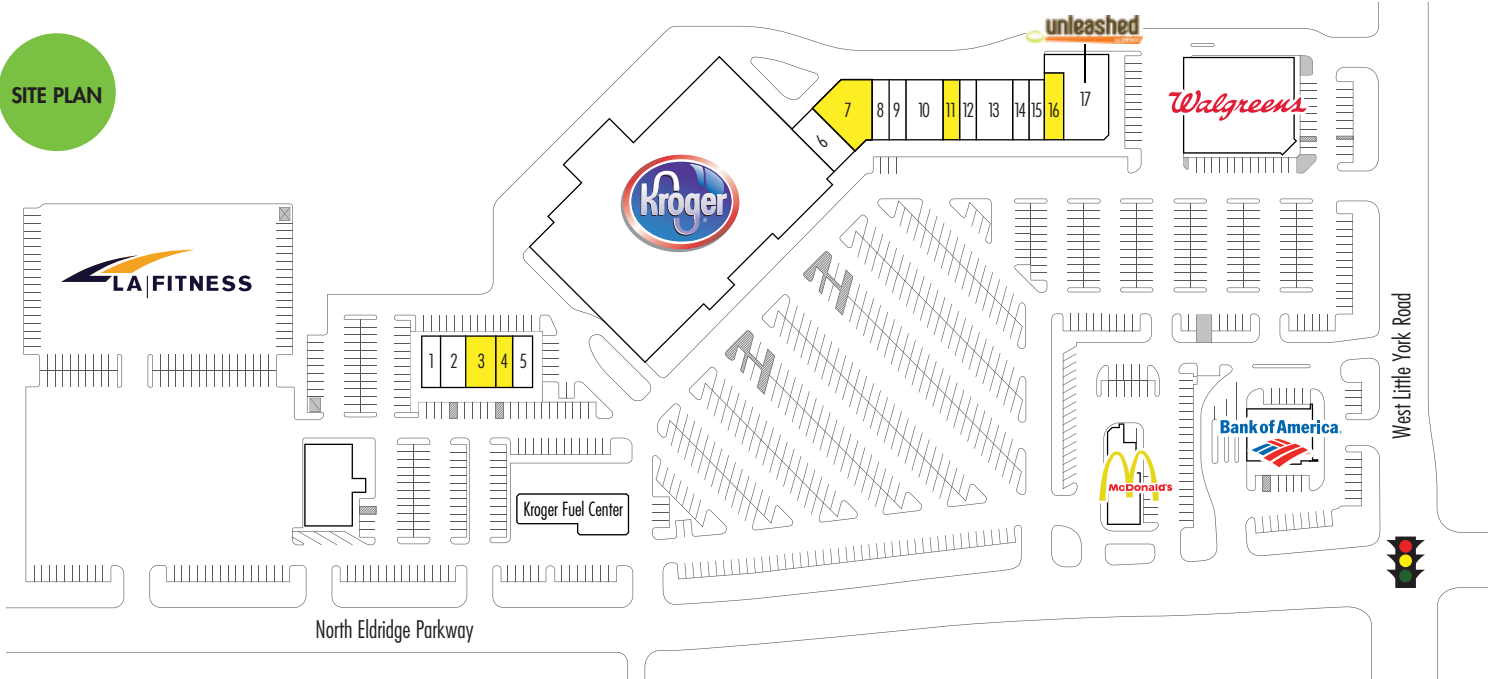 SITE PLAN
unleashed
Walgreens
7
8
9
10
11
12
13
14
15
16
17
6
Kroger
LA|FITNESS
1
2
3
4
5
West Little York Road
Bank of America
McDonald's
Kroger Fuel Center
North Eldridge Parkway